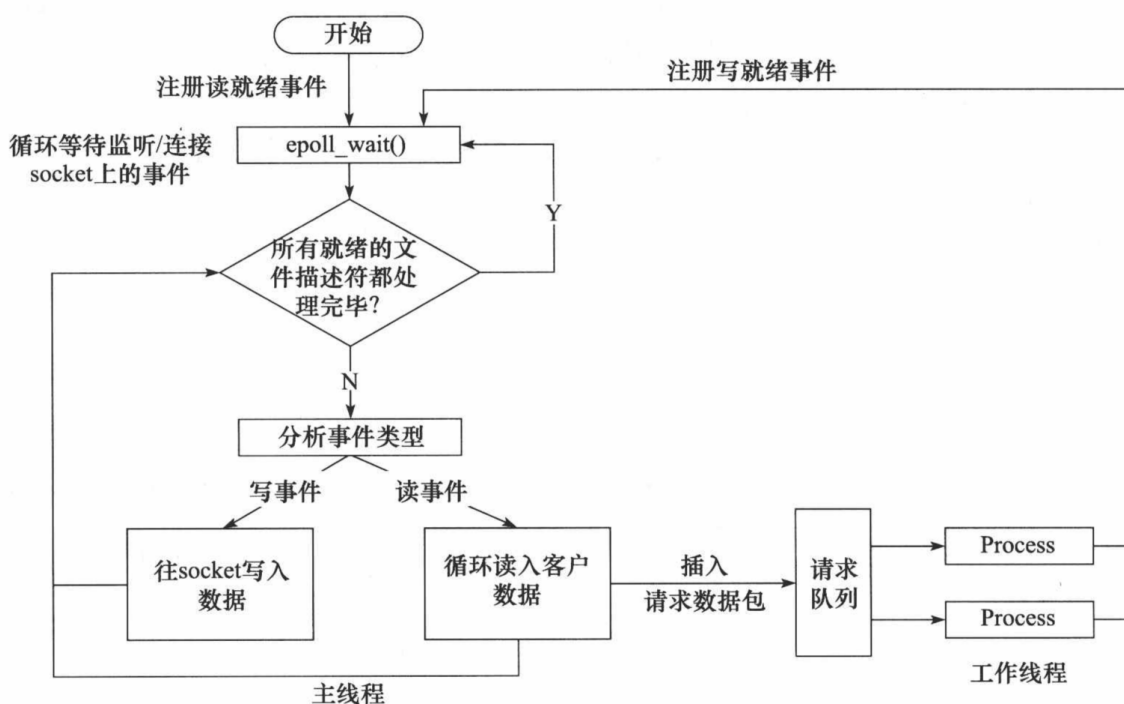 开始
注册读就绪事件
注册写就绪事件
循环等待监听/连接
socket上的事件
epoll_wait()
Y
所有就绪的文
件描述符都处
理完毕？
N
分析事件类型
写事件
读事件
往socket写入
数据
循环读入客户
数据
插入
请求数据包
请求
队列
Process
Process
主线程
工作线程